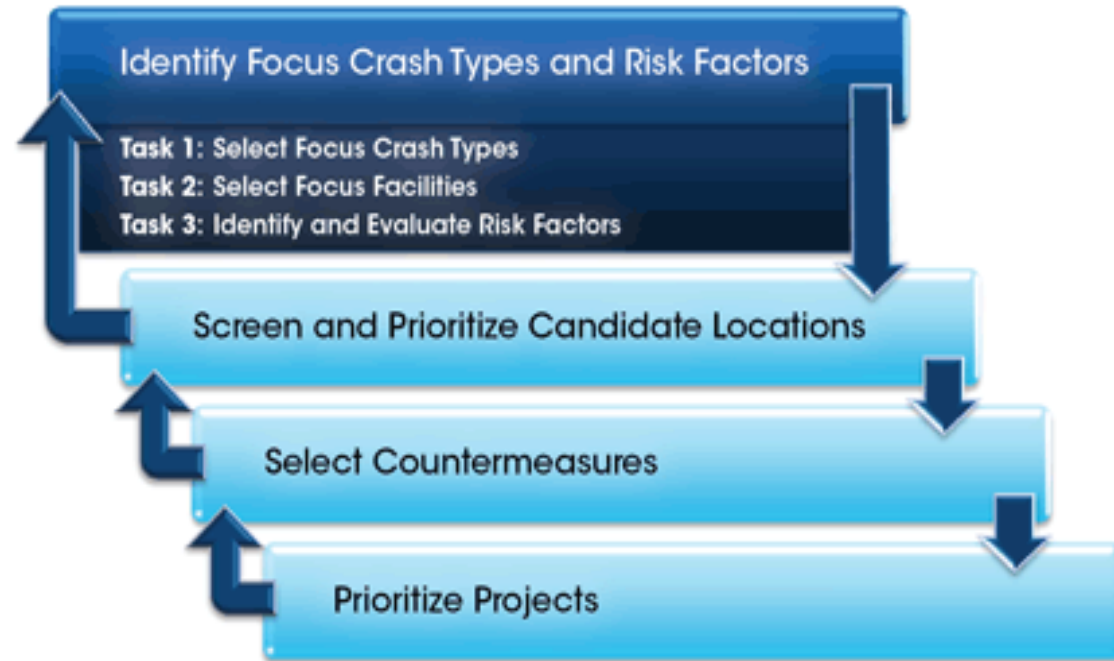 Identify Focus Crash Types and Risk Factors
Task 1: Select Focus Crash Types
Task 2: Select Focus Facilities
Task 3: Identify and Evaluate Risk Factors
Screen and Prioritize Candidate Locations
Select Countermeasures
Prioritize Projects